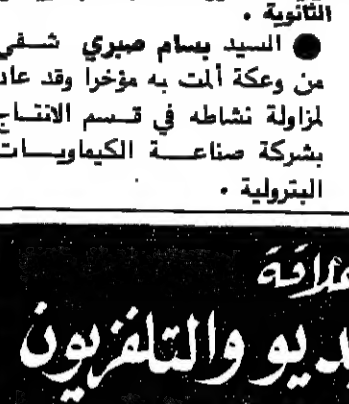 الثانوية .
● السيد بسام صبري شفي
من وعكة ألمت به مؤخرا وقد عاد
لمزاولة نشاطه في قسم الانتاج
بشركة صناعة الكيماويات
البترولية .
علاقة
والتلفزيون